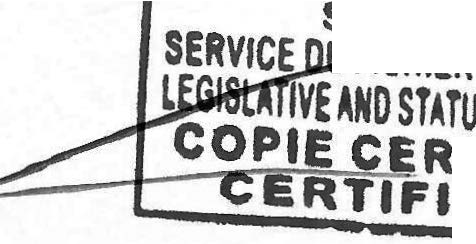 SERVICE
LEGISLATIVE AND STATU
COPIE CER
CERTIFI